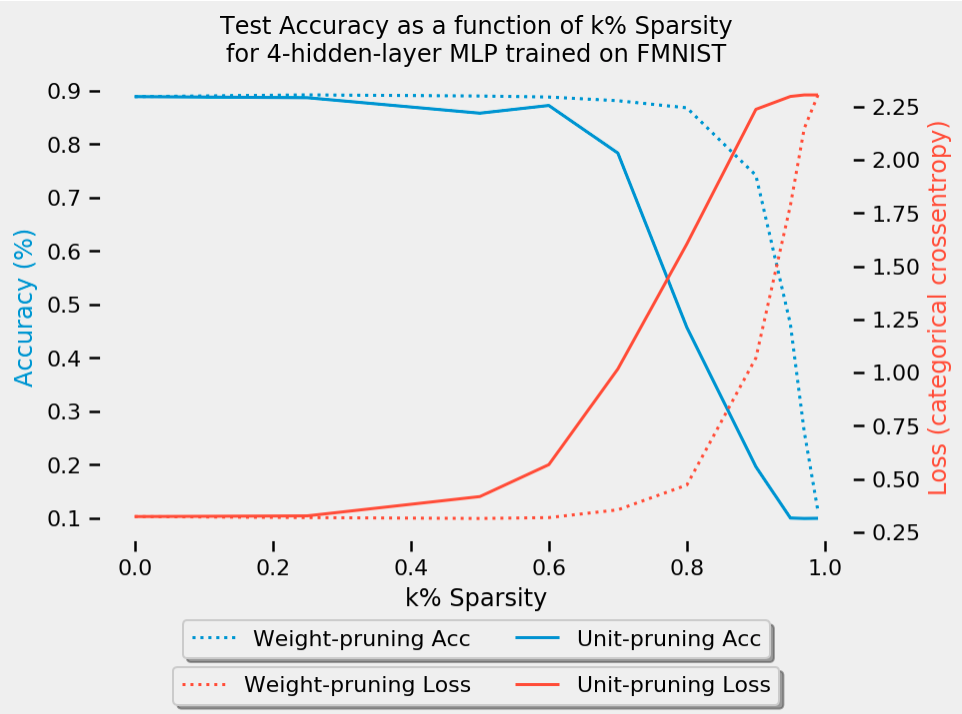 Test Accuracy as a function of k% Sparsity
for 4-hidden-layer MLP trained on FMNIST
Accuracy (%)
0.9
0.8
0.7
0.6
0.5
0.4
0.3
0.2
0.1
2.25
2.00
1.75
1.50
1.25
1.00
0.75
0.50
0.25
Loss (categorical crossentropy)
0.0 0.2 0.4 0.6 0.8 1.0
k% Sparsity
Weight-pruning Acc Unit-pruning Acc
Weight-pruning Loss Unit-pruning Loss